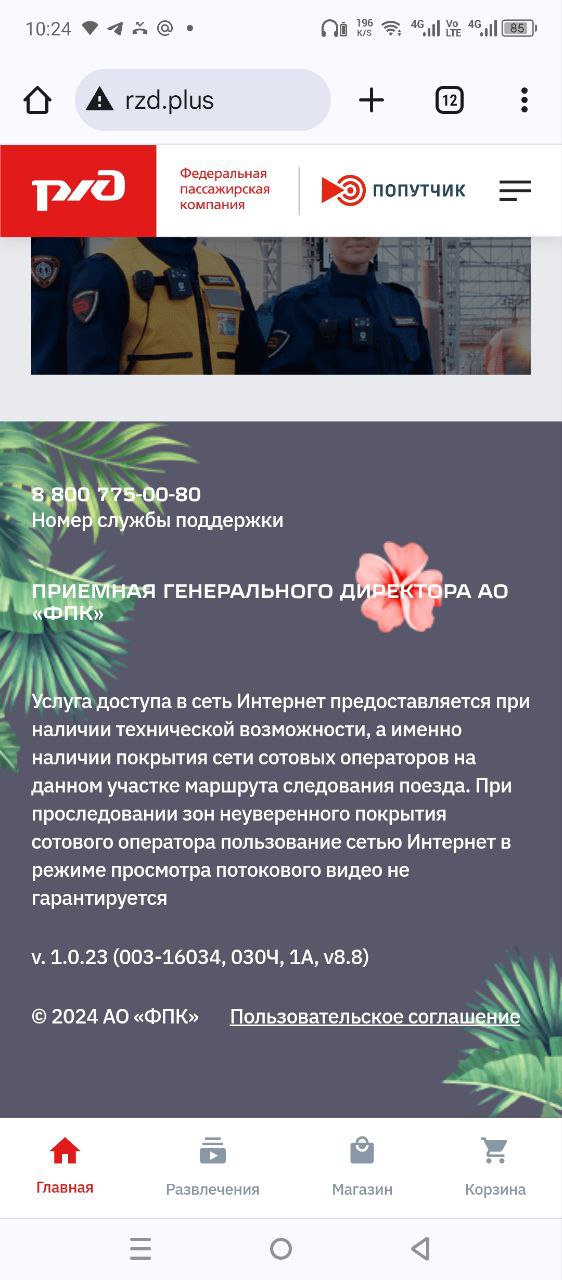 10:24 196 K/S 4G Vo LTE 4G 85
rzd.plus 12
ржд
Федеральная
пассажирская
компания
ПОПУТЧИК
8 800 775-00-80
Номер службы поддержки
ПРИЕМНАЯ ГЕНЕРАЛЬНОГО ДИРЕКТОРА АО
«ФПК»
Услуга доступа в сеть Интернет предоставляется при
наличии технической возможности, а именно
наличии покрытия сети сотовых операторов на
данном участке маршрута следования поезда. При
проследовании зон неуверенного покрытия
сотового оператора пользование сетью Интернет в
режиме просмотра потокового видео не
гарантируется
v. 1.0.23 (003-16034, 030Ч, 1А, v8.8)
© 2024 АО «ФПК» Пользовательское соглашение
Главная Развлечения Магазин Корзина